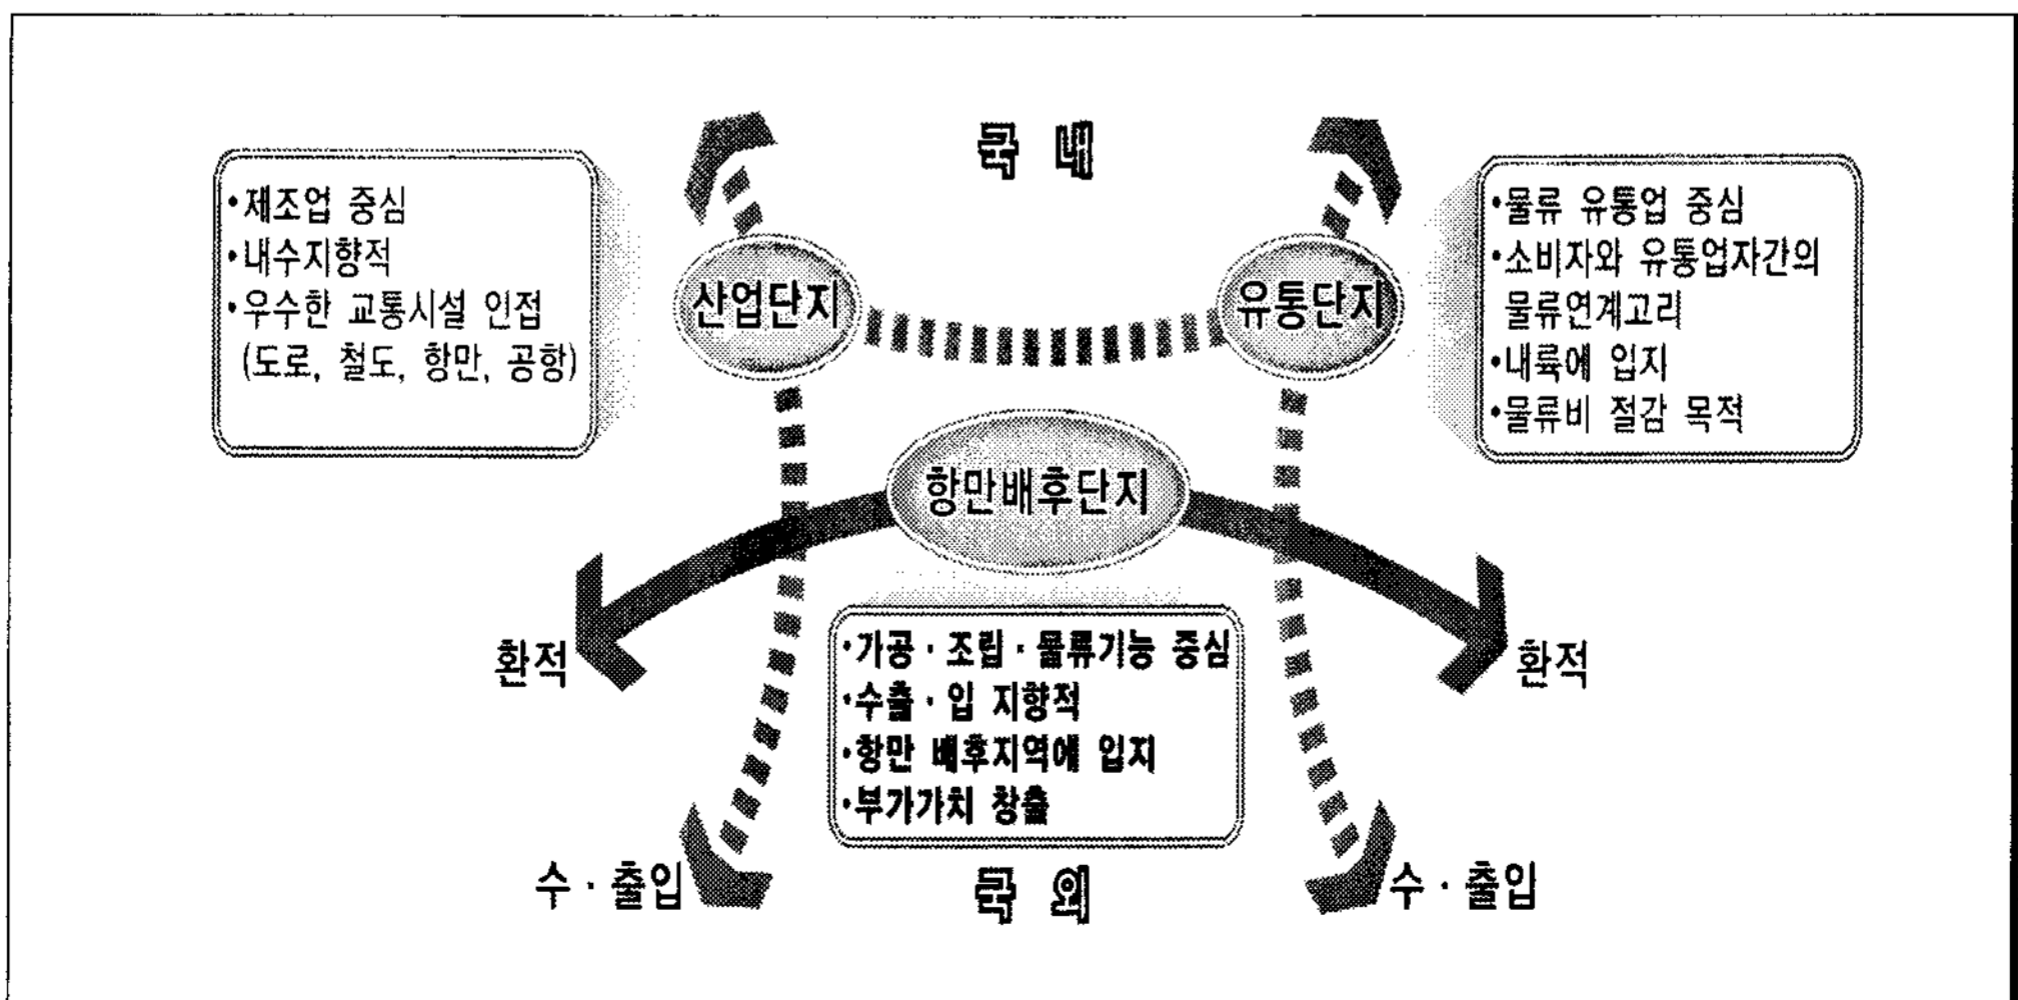 국 내
·제조업 중심
·내수지향적
·우수한 교통시설 인접
(도로, 철도, 항만, 공항)
산업단지
유통단지
·물류 유통업 중심
·소비자와 유통업자간의
물류연계고리
·내륙에 입지
·물류비 절감 목적
항만배후단지
환적
·가공·조립·물류기능 중심
·수출·입 지향적
·항만 배후지역에 입지
·부가가치 창출
환적
수·출입
국 외
수·출입